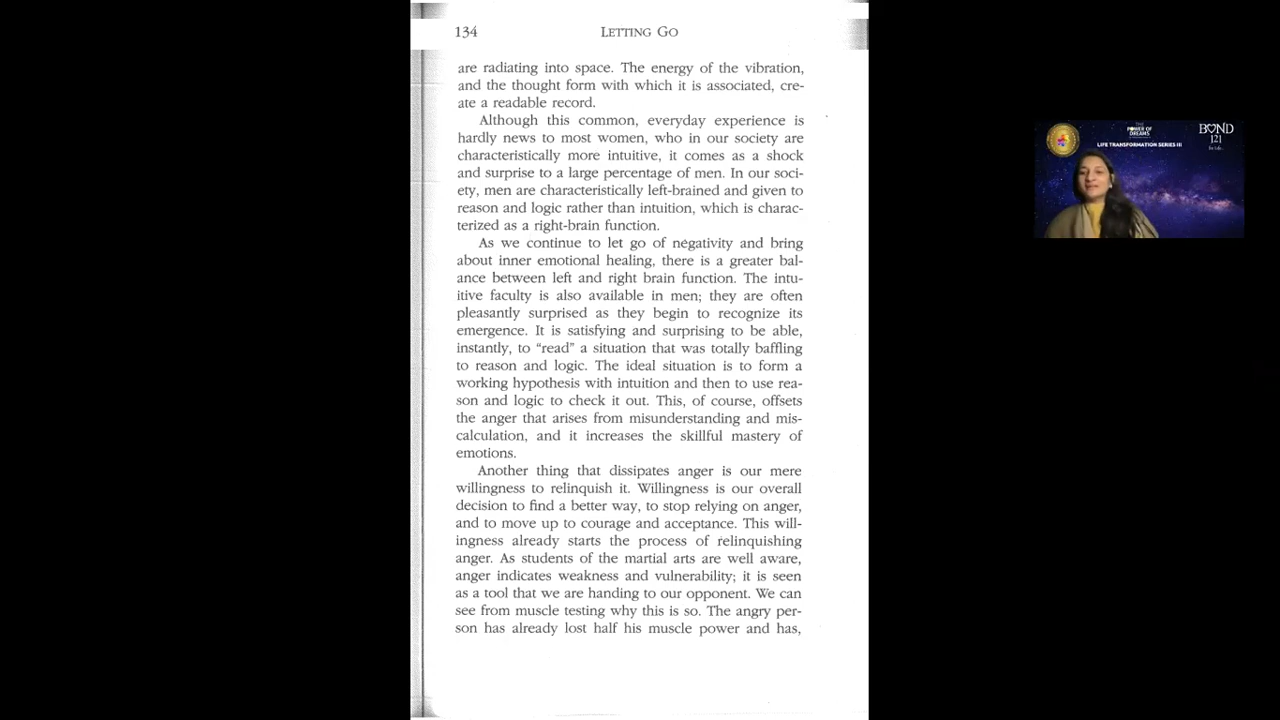 134 LETTING GO
are radiating into space. The energy of the vibration,
and the thought form with which it is associated, cre-
ate a readable record.
Although this common, everyday experience is
hardly news to most women, who in our society are
characteristically more intuitive, it comes as a shock
and surprise to a large percentage of men. In our soci-
ety, men are characteristically left-brained and given to
reason and logic rather than intuition, which is charac-
terized as a right-brain function.
As we continue to let go of negativity and bring
about inner emotional healing, there is a greater bal-
ance between left and right brain function. The intu-
itive faculty is also available in men; they are often
pleasantly surprised as they begin to recognize its
emergence. It is satisfying and surprising to be able,
instantly, to “read” a situation that was totally baffling
to reason and logic. The ideal situation is to form a
working hypothesis with intuition and then to use rea-
son and logic to check it out. This, of course, offsets
the anger that arises from misunderstanding and mis-
calculation, and it increases the skillful mastery of
emotions.
Another thing that dissipates anger is our mere
willingness to relinquish it. Willingness is our overall
decision to find a better way, to stop relying on anger,
and to move up to courage and acceptance. This will-
ingness already starts the process of relinquishing
anger. As students of the martial arts are well aware,
anger indicates weakness and vulnerability; it is seen
as a tool that we are handing to our opponent. We can
see from muscle testing why this is so. The angry per-
son has already lost half his muscle power and has,
THE
POWER OF
DREAMS
LIFE TRANSFORMATION SERIES III
BOND
121